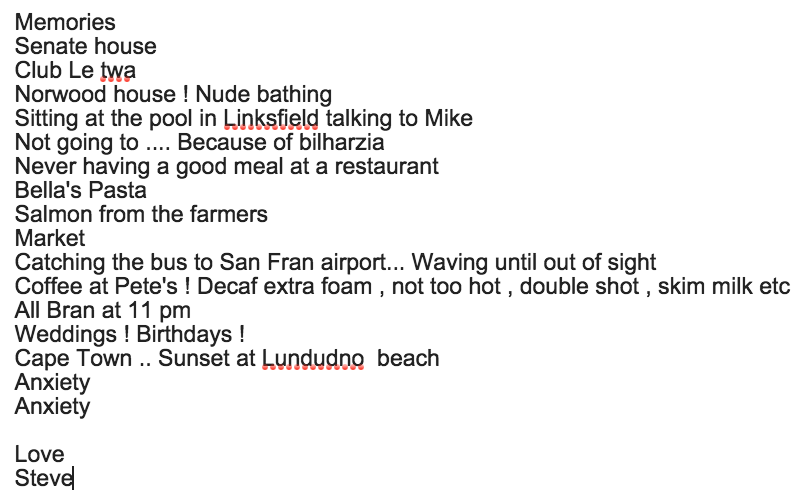 Memories
Senate house
Club Le twa
Norwood house ! Nude bathing
Sitting at the pool in Linksfield talking to Mike
Not going to .... Because of bilharzia
Never having a good meal at a restaurant
Bella's Pasta
Salmon from the farmers
Market
Catching the bus to San Fran airport... Waving until out of sight
Coffee at Pete's ! Decaf extra foam , not too hot , double shot , skim milk etc
All Bran at 11 pm
Weddings ! Birthdays !
Cape Town .. Sunset at Lundudno  beach
Anxiety
Anxiety

Love
Steve